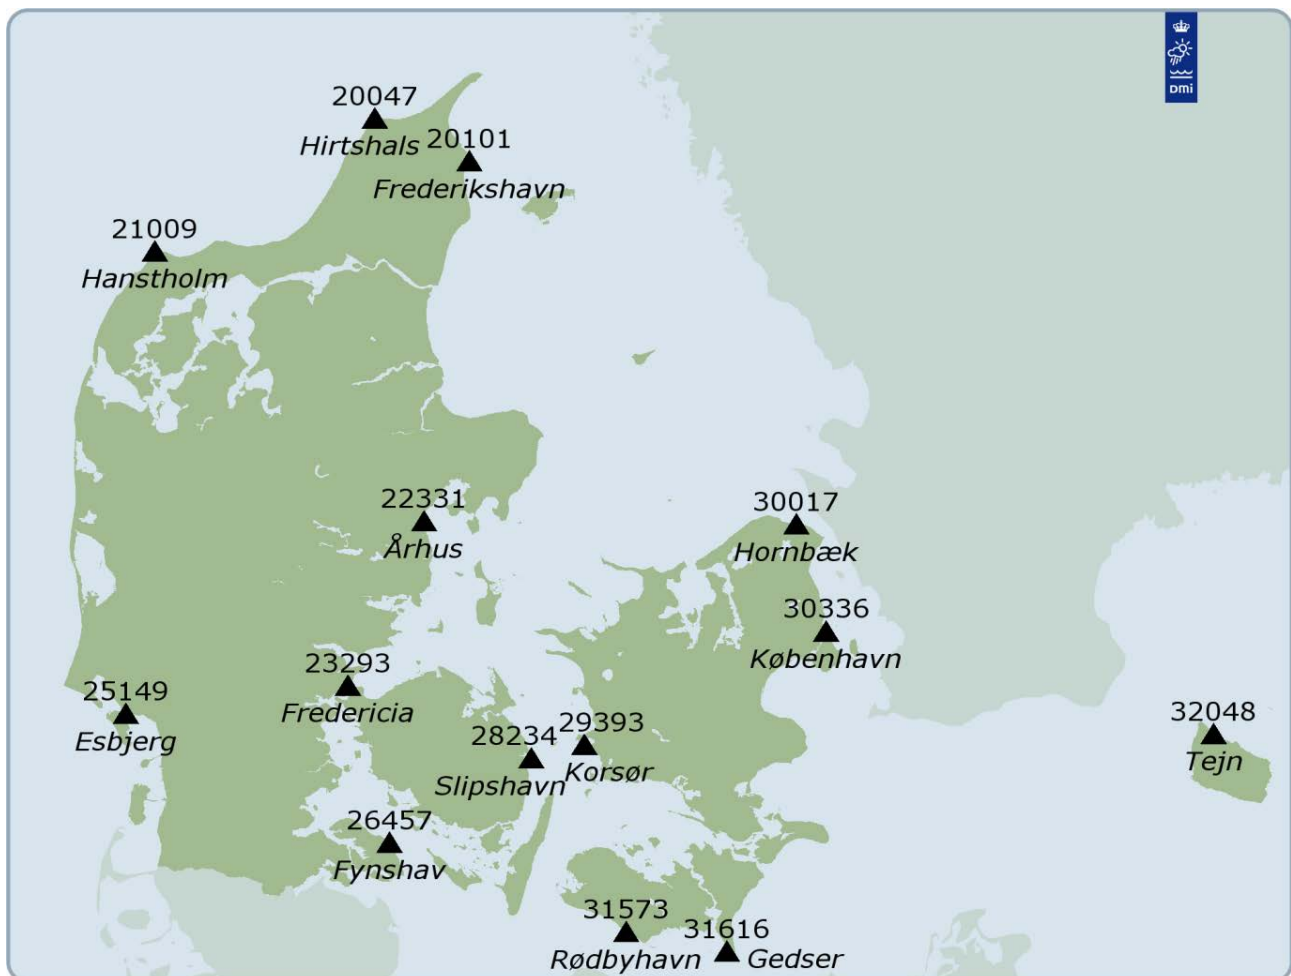 DMI
20047
Hirtshals
20101
Frederikshavn
21009
Hanstholm
22331
Århus
30017
Hornbæk
30336
København
23293
Fredericia
25149
Esbjerg
28234
Slipshavn
29393
Korsør
32048
Tejn
26457
Fynshav
31573
Rødbyhavn
31616
Gedser